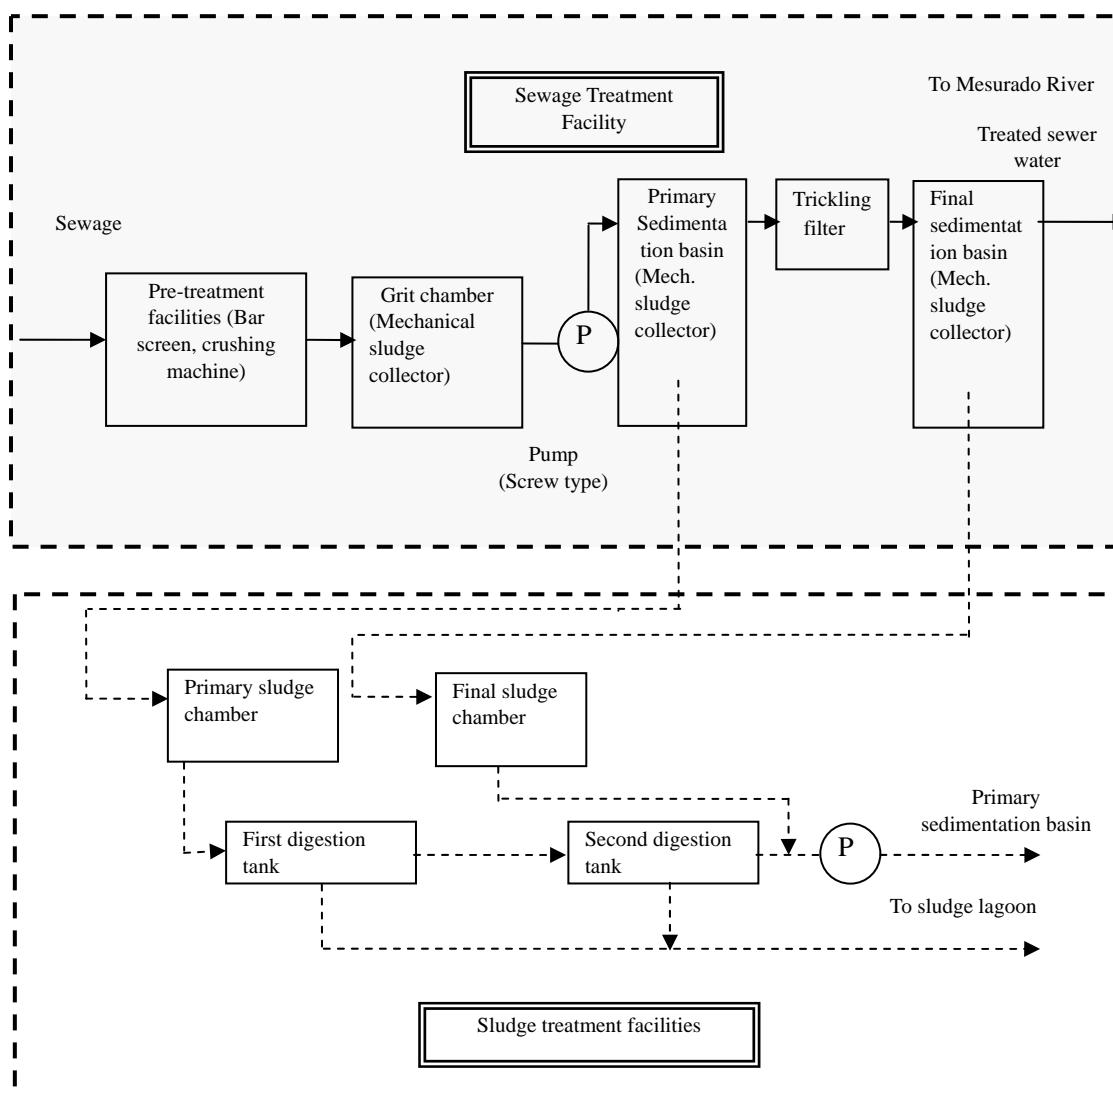 To Mesurado River
Sewage Treatment
Facility
Treated sewer
water
Sewage
Pre-treatment
facilities (Bar
screen, crushing
machine)
Grit chamber
(Mechanical
sludge
collector)
P
Pump
(Screw type)
Primary
Sedimenta
tion basin
(Mech.
sludge
collector)
Trickling
filter
Final
sedimentat
ion basin
(Mech.
sludge
collector)
Primary sludge
chamber
Final sludge
chamber
First digestion
tank
Second digestion
tank
P
Primary
sedimentation basin
To sludge lagoon
Sludge treatment facilities